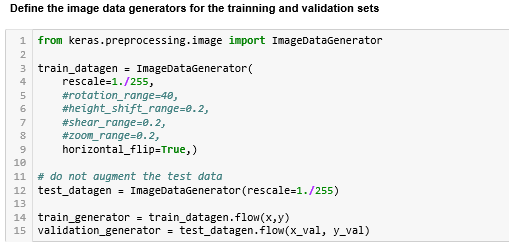 Define the image data generators for the trainning and validation sets
1 from keras.preprocessing.image import ImageDataGenerator
2
3 train_datagen = ImageDataGenerator(
4 rescale=1./255,
5 #rotation_range=40,
6 #height_shift_range=0.2,
7 #shear_range=0.2,
8 #zoom_range=0.2,
9 horizontal_flip=True,)
10
11 # do not augment the test data
12 test_datagen = ImageDataGenerator(rescale=1./255)
13
14 train_generator = train_datagen.flow(x,y)
15 validation_generator = test_datagen.flow(x_val, y_val)